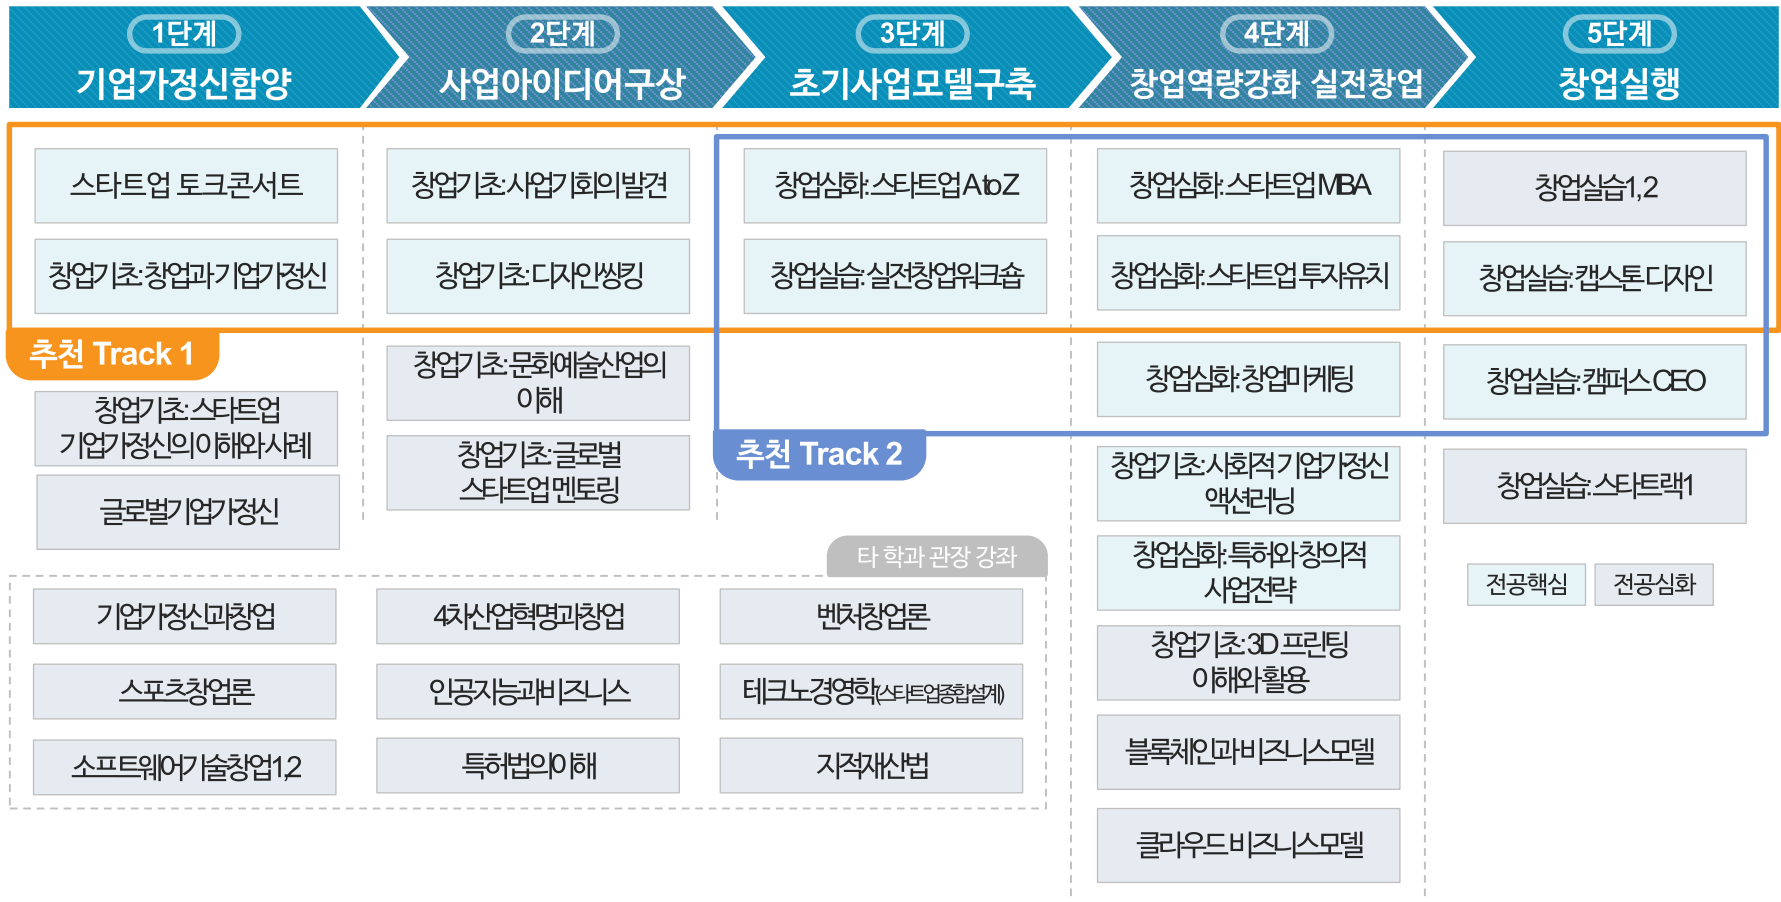 1단계
기업가정신함양
2단계
사업아이디어구상
3단계
초기사업모델구축
4단계
창업역량강화 실전창업
5단계
창업실행
스타트업 토크콘서트
창업기초: 사업기회의 발견
창업심화: 스타트업 A to Z
창업심화: 스타트업 MBA
창업실습1, 2
창업기초: 창업과 기업가정신
창업기초: 디자인씽킹
창업실습: 실전창업워크숍
창업심화: 스타트업 투자유치
창업실습: 캡스톤 디자인
추천 Track 1
창업기초: 문화예술산업의
이해
창업심화: 창업마케팅
창업실습: 캠퍼스 CEO
창업기초: 스타트업
기업가정신의 이해와 사례
창업기초: 글로벌
스타트업 멘토링
추천 Track 2
창업기초: 사회적 기업가정신
액션러닝
창업실습: 스타트랙1
글로벌기업가정신
타 학과 관장 강좌
창업심화: 특허와 창의적
사업전략
전공핵심
전공심화
기업가정신과창업
4차산업혁명과창업
벤처창업론
창업기초: 3D 프린팅
이해와 활용
스포츠창업론
인공지능과비즈니스
테크노경영학(스타트업종합설계)
블록체인과 비즈니스 모델
소프트웨어기술창업1,2
특허법의이해
지적재산법
클라우드 비즈니스 모델